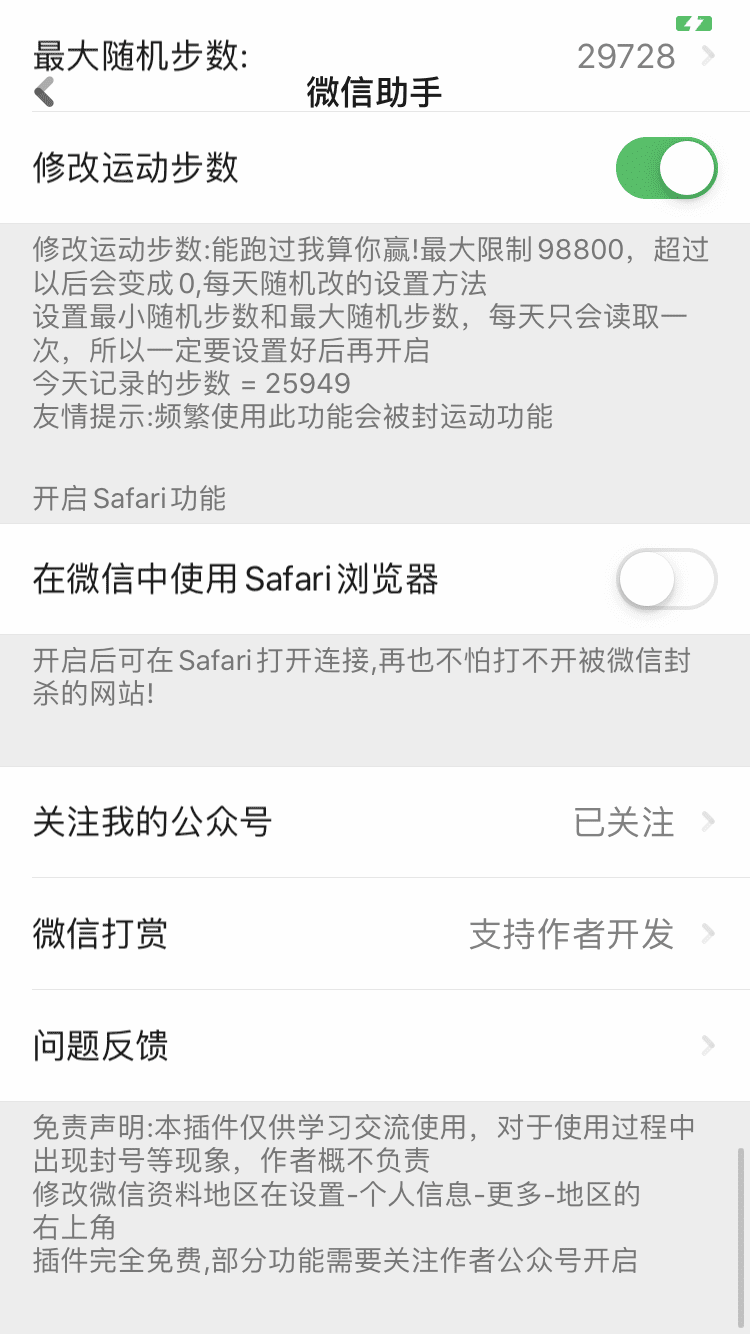 最大随机步数: 29728
微信助手
修改运动步数
修改运动步数:能跑过我算你赢!最大限制98800，超过
以后会变成0,每天随机改的设置方法
设置最小随机步数和最大随机步数，每天只会读取一
次，所以一定要设置好后再开启
今天记录的步数 = 25949
友情提示:频繁使用此功能会被封运动功能
开启Safari功能
在微信中使用Safari浏览器
开启后可在Safari打开连接,再也不怕打不开被微信封
杀的网站!
关注我的公众号 已关注
微信打赏 支持作者开发
问题反馈
免责声明:本插件仅供学习交流使用，对于使用过程中
出现封号等现象，作者概不负责
修改微信资料地区在设置-个人信息-更多-地区的
右上角
插件完全免费,部分功能需要关注作者公众号开启